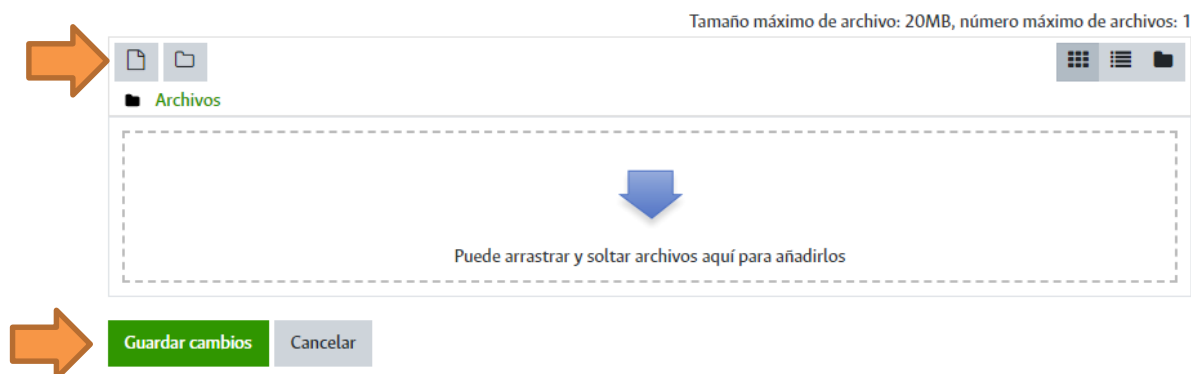 Tamaño máximo de archivo: 20MB, número máximo de archivos: 1
Archivos
Puede arrastrar y soltar archivos aquí para añadirlos
Guardar cambios Cancelar